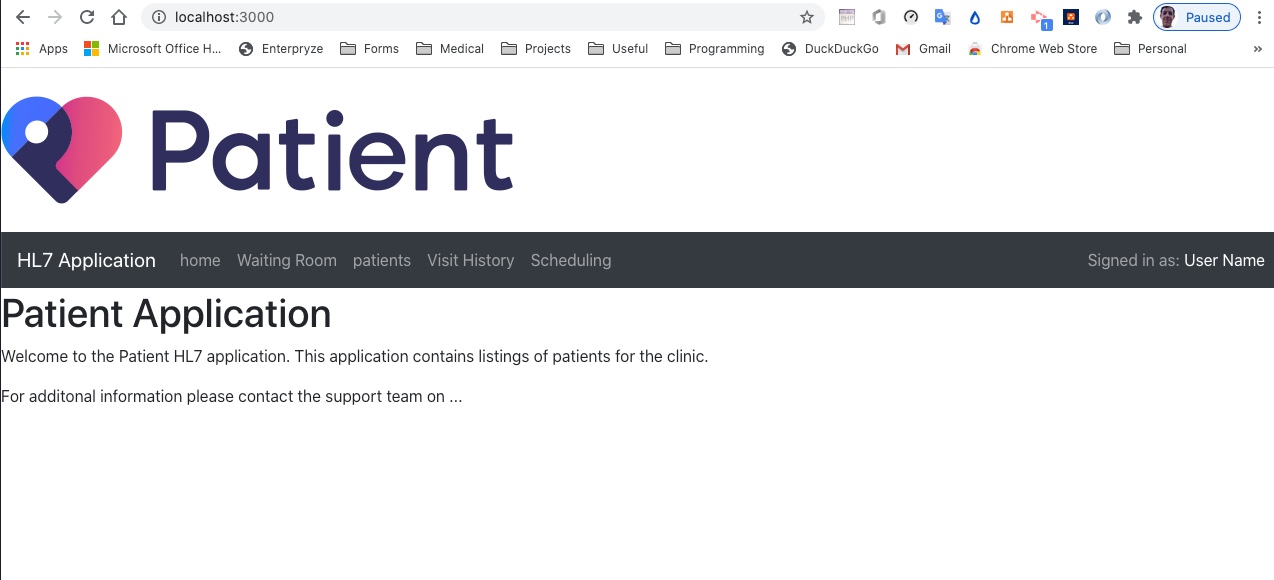 localhost:3000
Paused
Apps Microsoft Office H... Enterpryze Forms Medical Projects Useful Programming DuckDuckGo Gmail Chrome Web Store Personal »
1
Patient
HL7 Application home Waiting Room patients Visit History Scheduling Signed in as: User Name
Patient Application
Welcome to the Patient HL7 application. This application contains listings of patients for the clinic.
For additonal information please contact the support team on ...